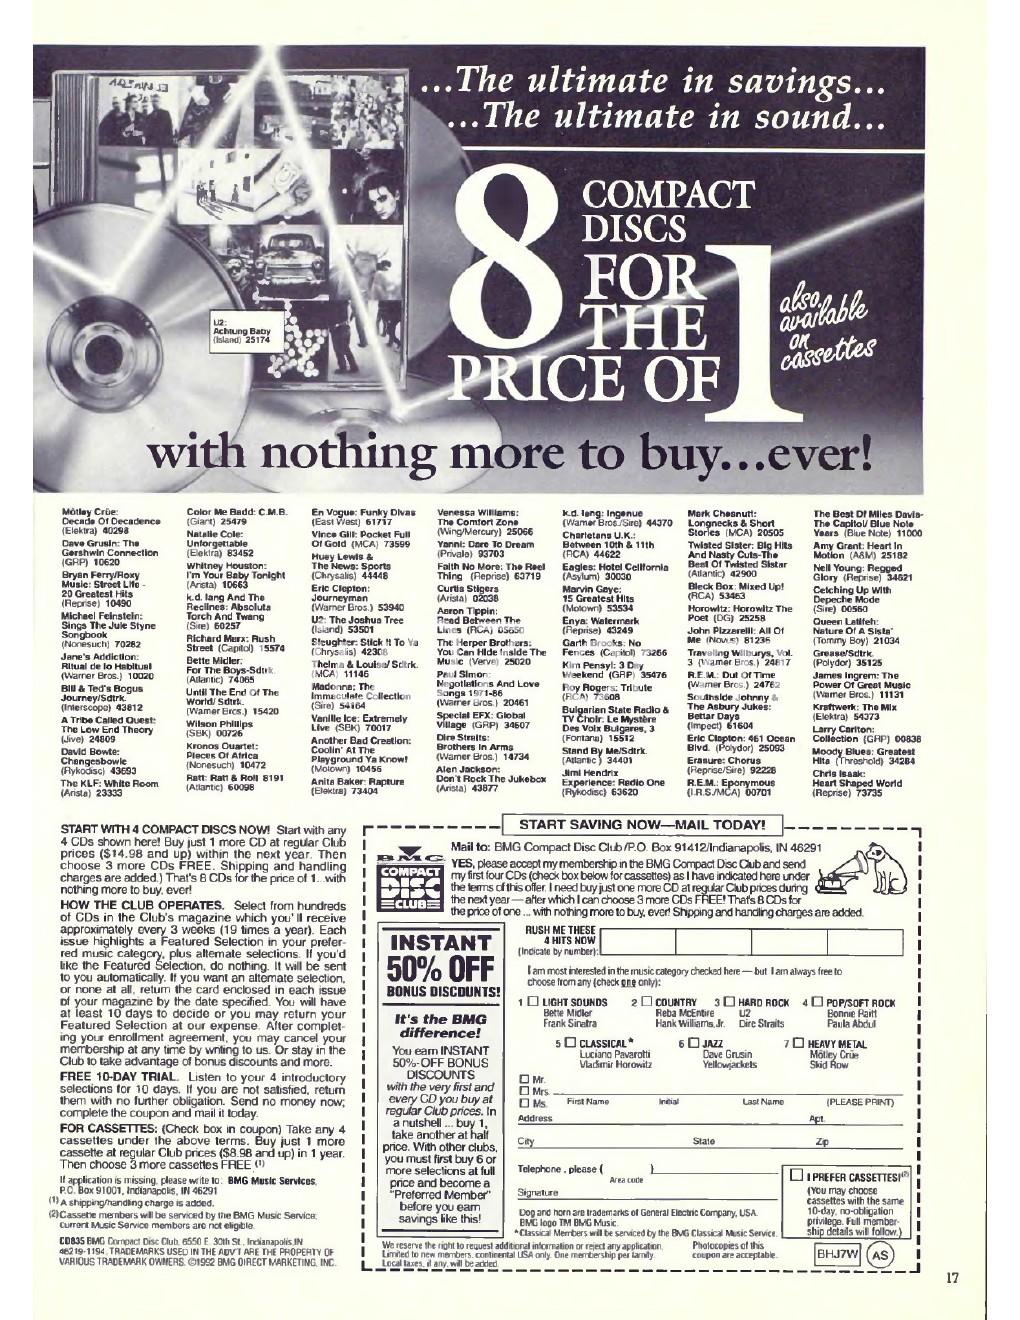 ...The ultimate in savings...
...The ultimate in sound...
8 COMPACT
DISCS
FOR
THE
PRICE OF 1
also
available
on
cassettes
U2:
Achtung Baby
(Island) 25174
with nothing more to buy...ever!
Mötley Crüe:
Decade Of Decadence
(Elektra) 40298
Dave Grusin: The
Gershwin Connection
(GRP) 10620
Bryan Ferry/Roxy
Music: Street Life -
20 Greatest Hits
(Reprise) 10490
Michael Feinstein:
Sings The Jule Styne
Songbook
(Nonesuch) 70282
Jane's Addiction:
Ritual de lo Habitual
(Warner Bros.) 10020
Bill & Ted's Bogus
Journey/Sdtrk.
(Interscope) 43812
A Tribe Called Quest:
The Low End Theory
(Jive) 24809
David Bowie:
Changesbowie
(Rykodisc) 43693
The KLF: White Room
(Arista) 23333
Color Me Badd: C.M.B.
(Giant) 25479
Natalie Cole:
Unforgettable
(Elektra) 83452
Whitney Houston:
I'm Your Baby Tonight
(Arista) 10663
k.d. lang And The
Reclines: Absolute
Torch And Twang
(Sire) 60257
Richard Marx: Rush
Street (Capitol) 15574
Bette Midler:
For The Boys-Sdtrk.
(Atlantic) 74065
Until The End Of The
World/ Sdtrk.
(Warner Bros.) 15420
Wilson Phillips
(SBK) 00726
Kronos Quartet:
Pieces Of Africa
(Nonesuch) 10472
Ratt: Ratt & Roll 8191
(Atlantic) 60098
En Vogue: Funky Divas
(East West) 61717
Vince Gill: Pocket Full
Of Gold (MCA) 73599
Huey Lewis &
The News: Sports
(Chrysalis) 44448
Eric Clapton:
Journeyman
(Warner Bros.) 53940
U2: The Joshua Tree
(Island) 53501
Slaughter: Stick It To Ya
(Chrysalis) 42308
Thelma & Louise/ Sdtrk.
(MCA) 11146
Madonna: The
Immaculate Collection
(Sire) 54164
Vanilla Ice: Extremely
Live (SBK) 70017
Another Bad Creation:
Coolin' At The
Playground Ya Know!
(Motown) 10456
Anita Baker: Rapture
(Elektra) 73404
Vanessa Williams:
The Comfort Zone
(Wing/Mercury) 25066
Yanni: Dare To Dream
(Private) 93703
Faith No More: The Real
Thing (Reprise) 63719
Curtis Stigers
(Arista) 02038
Aaron Tippin:
Read Between The
Lines (RCA) 05650
The Harper Brothers:
You Can Hide Inside The
Music (Verve) 25020
Paul Simon:
Negotiations And Love
Songs 1971-86
(Warner Bros.) 20461
Special EFX: Global
Village (GRP) 34607
Dire Straits:
Brothers In Arms
(Warner Bros.) 14734
Alan Jackson:
Don't Rock The Jukebox
(Arista) 43877
k.d. lang: Ingenue
(Warner Bros./Sire) 44370
Charlatans U.K.:
Between 10th & 11th
(RCA) 44622
Eagles: Hotel California
(Asylum) 30030
Marvin Gaye:
15 Greatest Hits
(Motown) 53534
Enya: Watermark
(Reprise) 43249
Garth Brooks: No
Fences (Capitol) 73266
Kim Pensyl: 3 Day
Weekend (GRP) 35476
Roy Rogers: Tribute
(RCA) 73608
Bulgarian State Radio &
TV Choir: Le Mystère
Des Voix Bulgares, 3
(Fontana) 15512
Stand By Me/Sdtrk.
(Atlantic) 34401
Jimi Hendrix
Experience: Radio One
(Rykodisc) 63620
Mark Chesnutt:
Longnecks & Short
Stories (MCA) 20505
Twisted Sister: Big Hits
And Nasty Cuts-The
Best Of Twisted Sister
(Atlantic) 42900
Black Box: Mixed Up!
(RCA) 53463
Horowitz: Horowitz The
Poet (DG) 25258
John Pizzarelli: All Of
Me (Novus) 81236
Traveling Wilburys, Vol.
3 (Warner Bros.) 24817
R.E.M.: Out Of Time
(Warner Bros.) 24762
Southside Johnny &
The Asbury Jukes:
Better Days
(Impact) 61604
Eric Clapton: 461 Ocean
Blvd. (Polydor) 25093
Erasure: Chorus
(Reprise/Sire) 92228
R.E.M.: Eponymous
(I.R.S./MCA) 00701
The Best Of Miles Davis-
The Capitol/ Blue Note
Years (Blue Note) 11000
Amy Grant: Heart In
Motion (A&M) 25182
Neil Young: Ragged
Glory (Reprise) 34621
Catching Up With
Depeche Mode
(Sire) 00560
Queen Latifah:
Nature Of A Sista'
(Tommy Boy) 21034
Grease/Sdtrk.
(Polydor) 35125
James Ingram: The
Power Of Great Music
(Warner Bros.) 11131
Kraftwerk: The Mix
(Elektra) 54373
Larry Carlton:
Collection (GRP) 00838
Moody Blues: Greatest
Hits (Threshold) 34284
Chris Isaak:
Heart Shaped World
(Reprise) 73735
START WITH 4 COMPACT DISCS NOW! Start with any
4 CDs shown here! Buy just 1 more CD at regular Club
prices ($14.98 and up) within the next year. Then
choose 3 more CDs FREE. Shipping and handling
charges are added.) That's 8 CDs for the price of 1...with
nothing more to buy, ever!
HOW THE CLUB OPERATES. Select from hundreds
of CDs in the Club's magazine which you'll receive
approximately every 3 weeks (19 times a year). Each
issue highlights a Featured Selection in your prefer-
red music category, plus alternate selections. If you'd
like the Featured Selection, do nothing. It will be sent
to you automatically. If you want an alternate selection,
or none at all, return the card enclosed in each issue
of your magazine by the date specified. You will have
at least 10 days to decide or you may return your
Featured Selection at our expense. After complet-
ing your enrollment agreement, you may cancel your
membership at any time by writing to us. Or stay in the
Club to take advantage of bonus discounts and more.
FREE 10-DAY TRIAL. Listen to your 4 introductory
selections for 10 days. If you are not satisfied, return
them with no further obligation. Send no money now;
complete the coupon and mail it today.
FOR CASSETTES: (Check box in coupon) Take any 4
cassettes under the above terms. Buy just 1 more
cassette at regular Club prices ($8.98 and up) in 1 year.
Then choose 3 more cassettes FREE.(1)
If application is missing, please write to: BMG Music Services,
P.O. Box 91001, Indianapolis, IN 46291
(1) A shipping/handling charge is added.
(2) Cassette members will be serviced by the BMG Music Service;
current Music Service members are not eligible.
CD835 BMG Compact Disc Club, 6550 E. 30th St., Indianapolis, IN
46219-1194. TRADEMARKS USED IN THE ADV'T ARE THE PROPERTY OF
VARIOUS TRADEMARK OWNERS. ©1992 BMG DIRECT MARKETING, INC.
START SAVING NOW—MAIL TODAY!
BMG
COMPACT
DISC
CLUB
Mail to: BMG Compact Disc Club/P.O. Box 91412/Indianapolis, IN 46291
YES, please accept my membership in the BMG Compact Disc Club and send
my first four CDs (check box below for cassettes) as I have indicated here under
the terms of this offer. I need buy just one more CD at regular Club prices during
the next year — after which I can choose 3 more CDs FREE! That's 8 CDs for
the price of one ... with nothing more to buy, ever! Shipping and handling charges are added.
INSTANT
50% OFF
BONUS DISCOUNTS!
It's the BMG
difference!
You earn INSTANT
50%-OFF BONUS
DISCOUNTS
with the very first and
every CD you buy at
regular Club prices. In
a nutshell ... buy 1,
take another at half
price. With other clubs,
you must first buy 6 or
more selections at full
price and become a
"Preferred Member"
before you earn
savings like this!
RUSH ME THESE
4 HITS NOW
(Indicate by number):
I am most interested in the music category checked here — but I am always free to
choose from any (check one only):
1 ☐ LIGHT SOUNDS
Bette Midler
Frank Sinatra
2 ☐ COUNTRY
Reba McEntire
Hank Williams, Jr.
3 ☐ HARD ROCK
U2
Dire Straits
4 ☐ POP/SOFT ROCK
Bonnie Raitt
Paula Abdul
5 ☐ CLASSICAL*
Luciano Pavarotti
Vladimir Horowitz
6 ☐ JAZZ
Dave Grusin
Yellowjackets
7 ☐ HEAVY METAL
Mötley Crüe
Skid Row
☐ Mr.
☐ Mrs.
☐ Ms. First Name Initial Last Name (PLEASE PRINT)
Address Apt.
City State Zip
Telephone, please ( )
Area code
Signature
☐ I PREFER CASSETTES!(2)
(You may choose
cassettes with the same
10-day, no-obligation
privilege. Full member-
ship details will follow.)
Dog and horn are trademarks of General Electric Company, USA.
BMG logo TM BMG Music.
*Classical Members will be serviced by the BMG Classical Music Service.
We reserve the right to request additional information or reject any application.
Limited to new members, continental USA only. One membership per family.
Local taxes, if any, will be added.
Photocopies of this
coupon are acceptable.
BHJ7W
AS
17